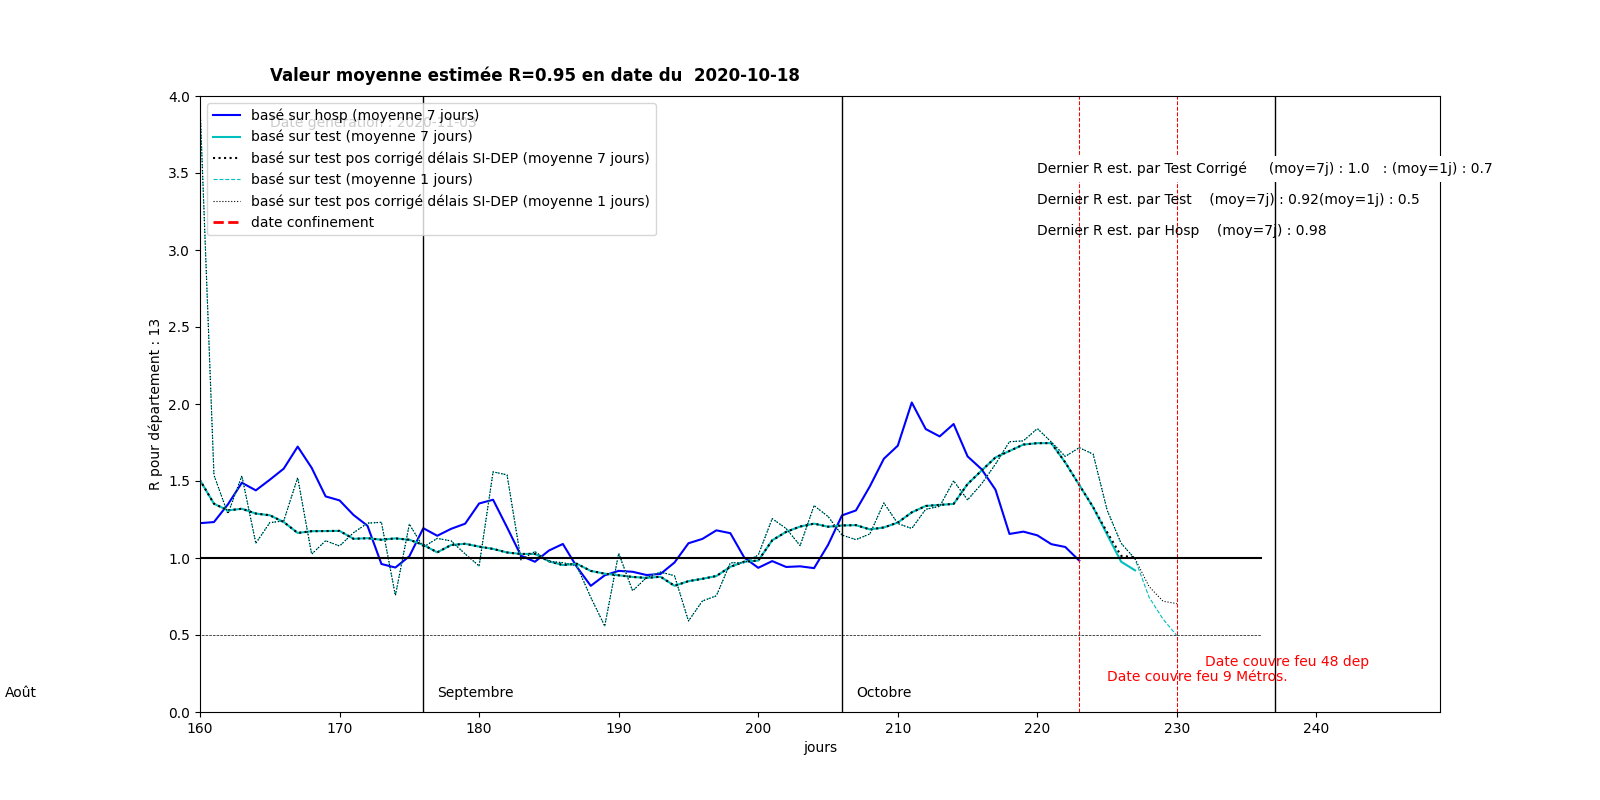 Valeur moyenne estimée R=0.95 en date du  2020-10-18
Date génération : 2020-11-03
basé sur hosp (moyenne 7 jours)
basé sur test (moyenne 7 jours)
basé sur test pos corrigé délais SI-DEP (moyenne 7 jours)
basé sur test (moyenne 1 jours)
basé sur test pos corrigé délais SI-DEP (moyenne 1 jours)
date confinement
Dernier R est. par Test Corrigé (moy=7j) : 1.0 : (moy=1j) : 0.7
Dernier R est. par Test (moy=7j) : 0.92(moy=1j) : 0.5
Dernier R est. par Hosp (moy=7j) : 0.98
R pour département : 13
4.0
3.5
3.0
2.5
2.0
1.5
1.0
0.5
0.0
Date couvre feu 48 dep
Date couvre feu 9 Métros.
Août
Septembre
Octobre
160 170 180 190 200 210 220 230 240
jours